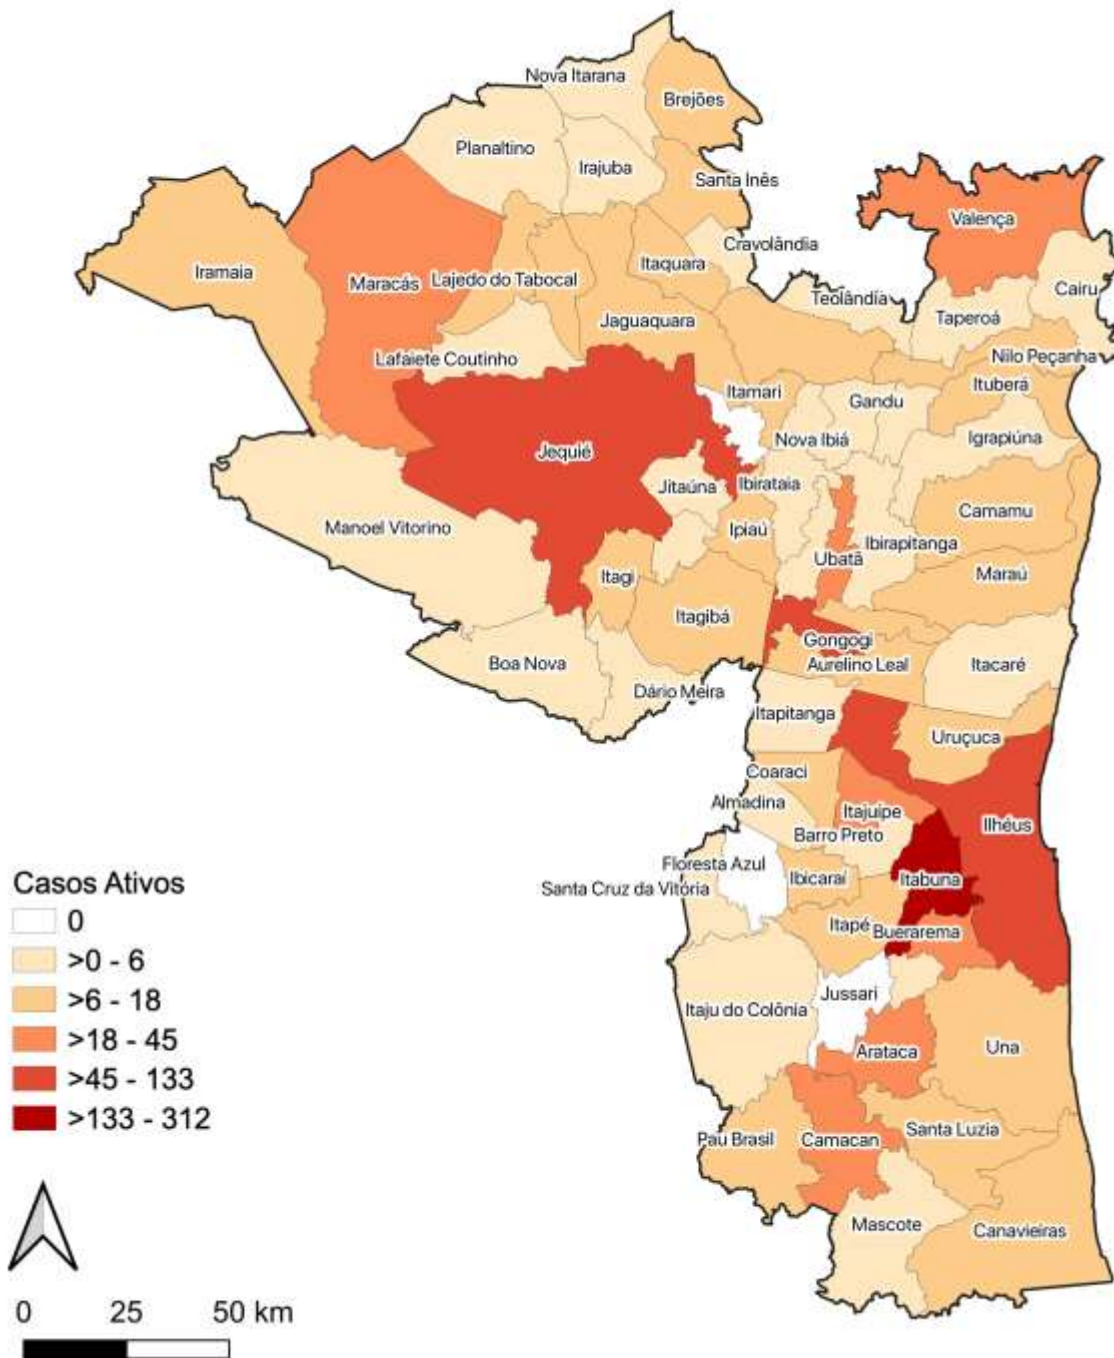 Nova Itarana
Brejões
Planaltino
Irajuba
Santa Inês
Valença
Cravolândia
Iramaia
Maracás
Lajedo do Tabocal
Itaquara
Teolândia
Cairu
Taperoá
Jaguaquara
Lafaiete Coutinho
Nilo Peçanha
Itamari
Gandu
Ituberá
Jequié
Nova Ibiá
Igrapiúna
Jitaúna
Ibirataia
Manoel Vitorino
Ipiaú
Camamu
Ubatã
Ibirapitanga
Itagi
Maraú
Itagibá
Gongogi
Boa Nova
Aurelino Leal
Itacaré
Dário Meira
Itapitanga
Uruçuca
Coaraci
Almadina
Itajuipe
Ilhéus
Barro Preto
Floresta Azul
Santa Cruz da Vitória
Ibicaraí
Itabuna
Itapé
Buerarema
Jussari
Itaju do Colônia
Arataca
Una
Pau Brasil
Camacan
Santa Luzia
Mascote
Canavieiras
Casos Ativos
0
>0 - 6
>6 - 18
>18 - 45
>45 - 133
>133 - 312
0 25 50 km